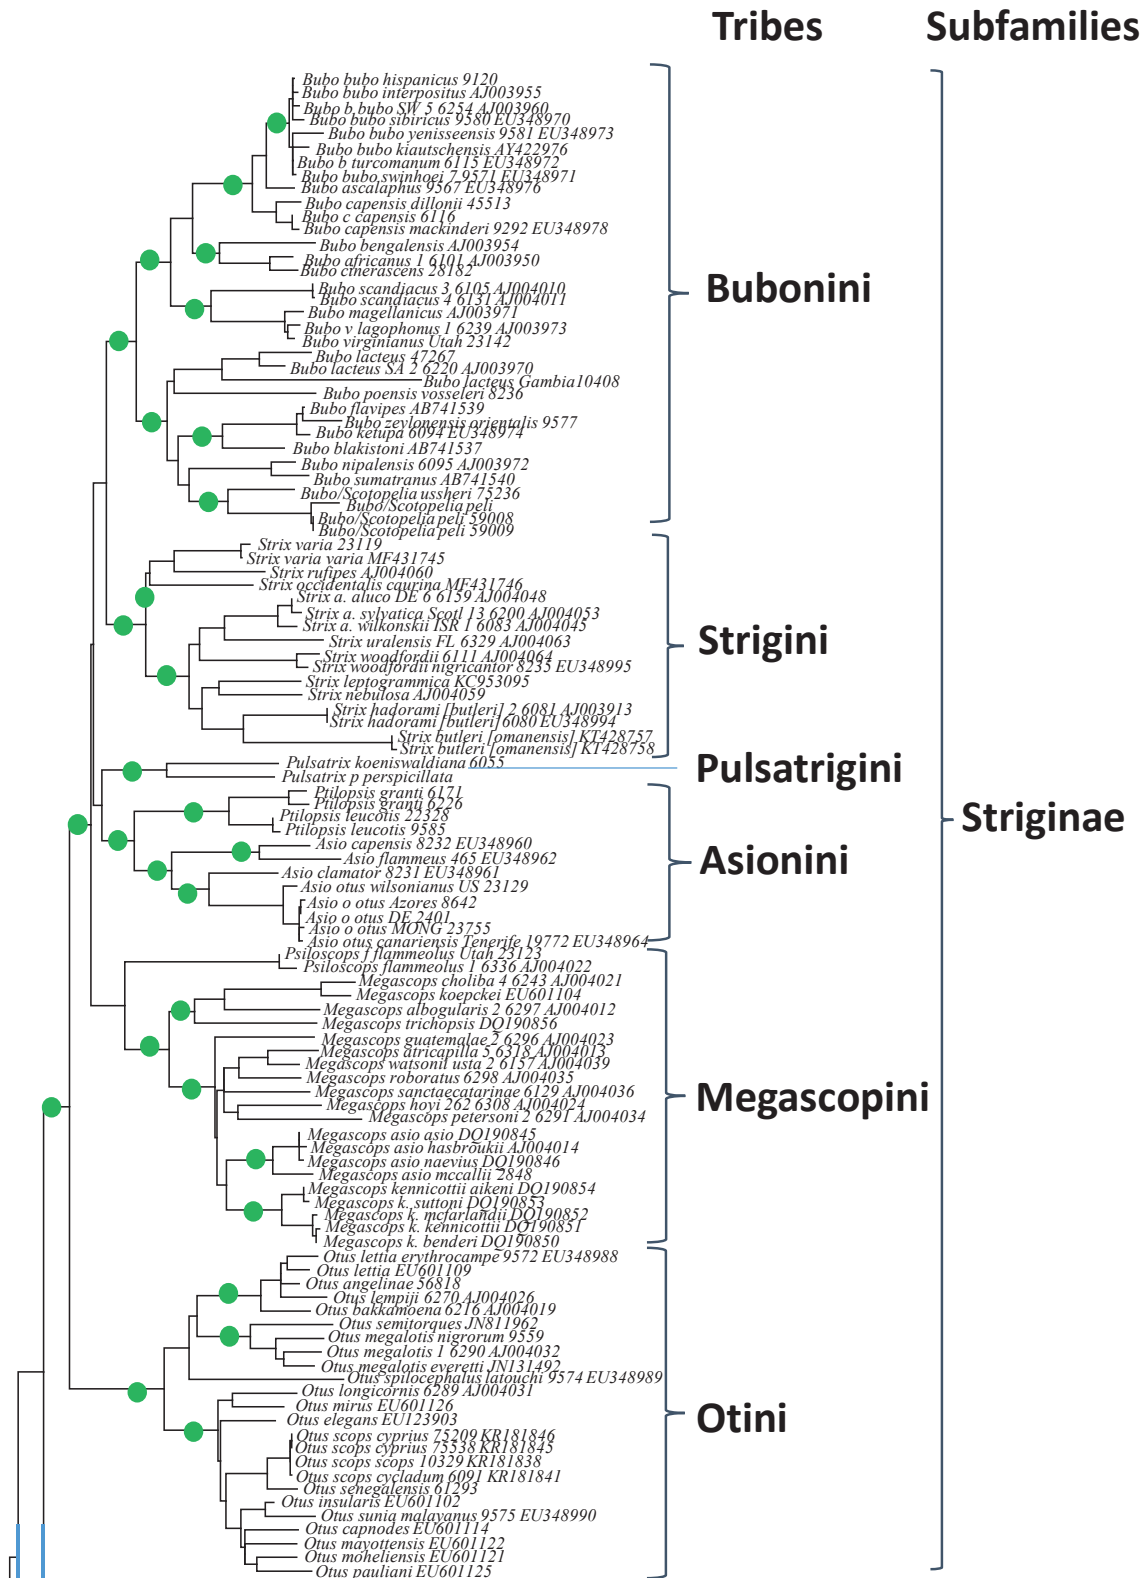 Tribes Subfamilies
Bubo bubo hispanicus 9120
Bubo bubo interpositus AJ003955
Bubo b bubo SW 5 6254 AJ003960
Bubo bubo sibiricus 9580 EU348970
Bubo bubo yenisseensis 9581 EU348973
Bubo bubo kiautschensis AY422976
Bubo b turcomanum 6115 EU348972
Bubo bubo swinhoei 7 9571 EU348971
Bubo ascalaphus 9567 EU348976
Bubo capensis dillonii 45513
Bubo c capensis 6116
Bubo capensis mackinderi 9292 EU348978
Bubo bengalensis AJ003954
Bubo africanus 1 6101 AJ003950
Bubo cinerascens 28182
Bubo scandiacus 3 6105 AJ004010
Bubo scandiacus 4 6131 AJ004011
Bubo magellanicus AJ003971
Bubo v lagophonus 1 6239 AJ003973
Bubo virginianus Utah 23142
Bubo lacteus 47267
Bubo lacteus SA 2 6220 AJ003970
Bubo lacteus Gambia10408
Bubo poensis vosseleri 8236
Bubo flavipes AB741539
Bubo zeylonensis orientalis 9577
Bubo ketupa 6094 EU348974
Bubo blakistoni AB741537
Bubo nipalensis 6095 AJ003972
Bubo sumatranus AB741540
Bubo/Scotopelia ussheri 75236
Bubo/Scotopelia peli
Bubo/Scotopelia peli 59008
Bubo/Scotopelia peli 59009
Bubonini
Strix varia 23119
Strix varia varia MF431745
Strix rufipes AJ004060
Strix occidentalis caurina MF431746
Strix a. aluco DE 6 6159 AJ004048
Strix a. sylvatica Scotl 13 6200 AJ004053
Strix a. wilkonskii ISR 1 6083 AJ004045
Strix uralensis FL 6329 AJ004063
Strix woodfordii 6111 AJ004064
Strix woodfordii nigricantor 8235 EU348995
Strix leptogrammica KC953095
Strix nebulosa AJ004059
Strix hadorami [butleri] 2 6081 AJ003913
Strix hadorami [butleri] 6080 EU348994
Strix butleri [omanensis] KT428757
Strix butleri [omanensis] KT428758
Strigini
Pulsatrix koeniswaldiana 6055
Pulsatrix p perspicillata
Pulsatrigini
Ptilopsis granti 6171
Ptilopsis granti 6226
Ptilopsis leucotis 22328
Ptilopsis leucotis 9585
Asio capensis 8232 EU348960
Asio flammeus 465 EU348962
Asio clamator 8231 EU348961
Asio otus wilsonianus US 23129
Asio o otus Azores 8642
Asio o otus DE 2401
Asio o otus MONG 23755
Asio otus canariensis Tenerife 19772 EU348964
Asionini
Striginae
Psiloscops f flammeolus Utah 23123
Psiloscops flammeolus 1 6336 AJ004022
Megascops choliba 4 6243 AJ004021
Megascops koepckei EU601104
Megascops albogularis 2 6297 AJ004012
Megascops trichopsis DQ190856
Megascops guatemalae 2 6296 AJ004023
Megascops atricapilla 5 6318 AJ004013
Megascops watsonil usta 2 6157 AJ004039
Megascops roboratus 6298 AJ004035
Megascops sanctaecatarinae 6129 AJ004036
Megascops hoyi 262 6308 AJ004024
Megascops petersoni 2 6291 AJ004034
Megascops asio asio DQ190845
Megascops asio hasbroukii AJ004014
Megascops asio naevius DQ190846
Megascops asio mccallii 2848
Megascops kennicottii aikeni DQ190854
Megascops k. suttoni DQ190853
Megascops k. mcfarlandii DQ190852
Megascops k. kennicottii DQ190851
Megascops k. benderi DQ190850
Megascopini
Otus lettia erythrocampe 9572 EU348988
Otus lettia EU601109
Otus angelinae 56818
Otus lempiji 6270 AJ004026
Otus bakkamoena 6216 AJ004019
Otus semitorques JN811962
Otus megalotis nigrorum 9559
Otus megalotis 1 6290 AJ004032
Otus megalotis everetti JN131492
Otus spilocephalus latouchi 9574 EU348989
Otus longicornis 6289 AJ004031
Otus mirus EU601126
Otus elegans EU123903
Otus scops cyprius 75209 KR181846
Otus scops cyprius 75538 KR181845
Otus scops scops 10329 KR181838
Otus scops cycladum 6091 KR181841
Otus senegalensis 61293
Otus insularis EU601102
Otus sunia malayanus 9575 EU348990
Otus capnodes EU601114
Otus mayottensis EU601122
Otus moheliensis EU601121
Otus pauliani EU601125
Otini